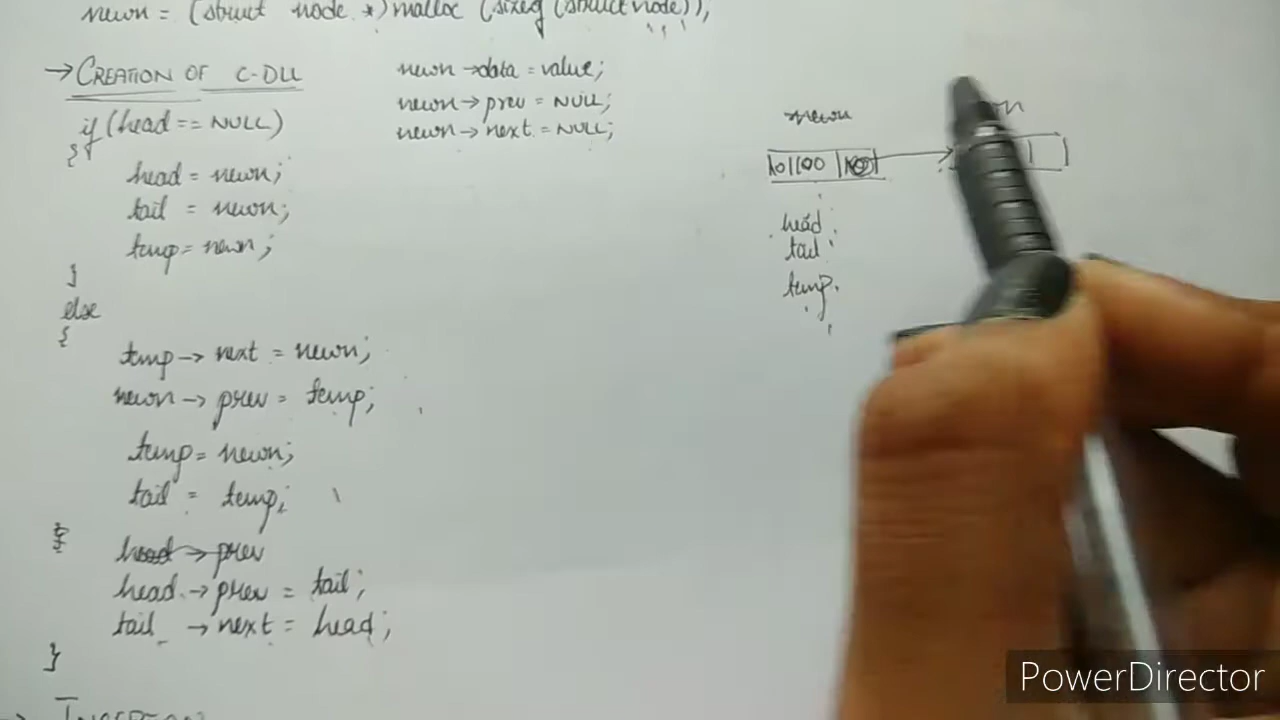 newn = (struct node *)malloc (sizeof (struct node));
→ CREATION OF C-DLL
if (head == NULL)
{
head = newn;
tail = newn;
temp = newn;
}
else
{
temp → next = newn;
newn → prev = temp;
temp = newn;
tail = temp;
}
head → prev
head → prev = tail;
tail → next = head;
}
newn → data = value;
newn → prev = NULL;
newn → next = NULL;
newn
head
tail
temp
PowerDirector